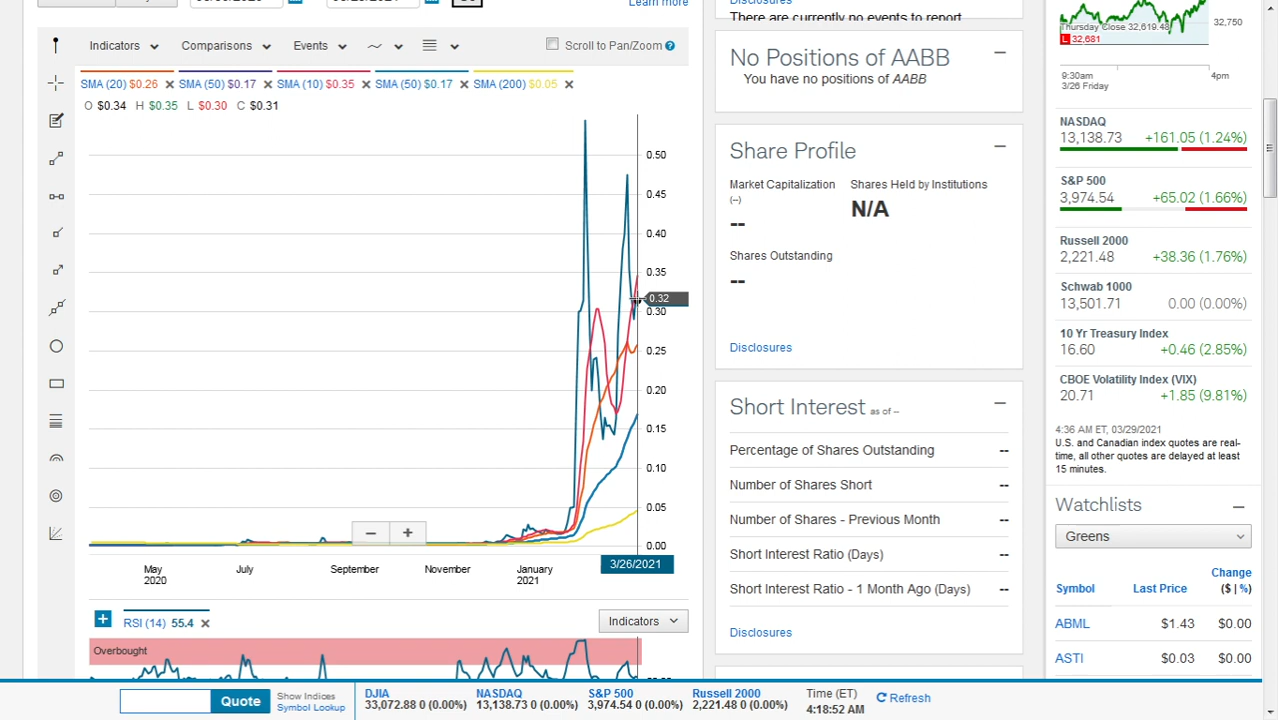 Learn more
Indicators
Comparisons
Events
Scroll to Pan/Zoom
SMA (20) $0.26
SMA (50) $0.17
SMA (10) $0.35
SMA (50) $0.17
SMA (200) $0.05
O $0.34 H $0.35 L $0.30 C $0.31
0.50
0.45
0.40
0.35
0.32
0.30
0.25
0.20
0.15
0.10
0.05
0.00
May
2020
July
September
November
January
2021
3/26/2021
RSI (14) 55.4
Indicators
Overbought
Disclosures
There are currently no events to report
No Positions of AABB
You have no positions of AABB
Share Profile
Market Capitalization
(--)
--
Shares Held by Institutions
N/A
Shares Outstanding
--
Disclosures
Short Interest as of --
Percentage of Shares Outstanding --
Number of Shares Short --
Number of Shares - Previous Month --
Short Interest Ratio (Days) --
Short Interest Ratio - 1 Month Ago (Days) --
Disclosures
Thursday Close 32,619.48
L 32,681
32,750
9:30am
3/26 Friday
4pm
NASDAQ
13,138.73 +161.05 (1.24%)
S&P 500
3,974.54 +65.02 (1.66%)
Russell 2000
2,221.48 +38.36 (1.76%)
Schwab 1000
13,501.71 0.00 (0.00%)
10 Yr Treasury Index
16.60 +0.46 (2.85%)
CBOE Volatility Index (VIX)
20.71 +1.85 (9.81%)
4:36 AM ET, 03/29/2021
U.S. and Canadian index quotes are real-
time, all other quotes are delayed at least
15 minutes.
Watchlists
Greens
Symbol Last Price Change
($ | %)
ABML $1.43 $0.00
ASTI $0.03 $0.00
Quote
Show Indices
Symbol Lookup
DJIA
33,072.88 0 (0.00%)
NASDAQ
13,138.73 0 (0.00%)
S&P 500
3,974.54 0 (0.00%)
Russell 2000
2,221.48 0 (0.00%)
Time (ET)
4:18:52 AM
Refresh